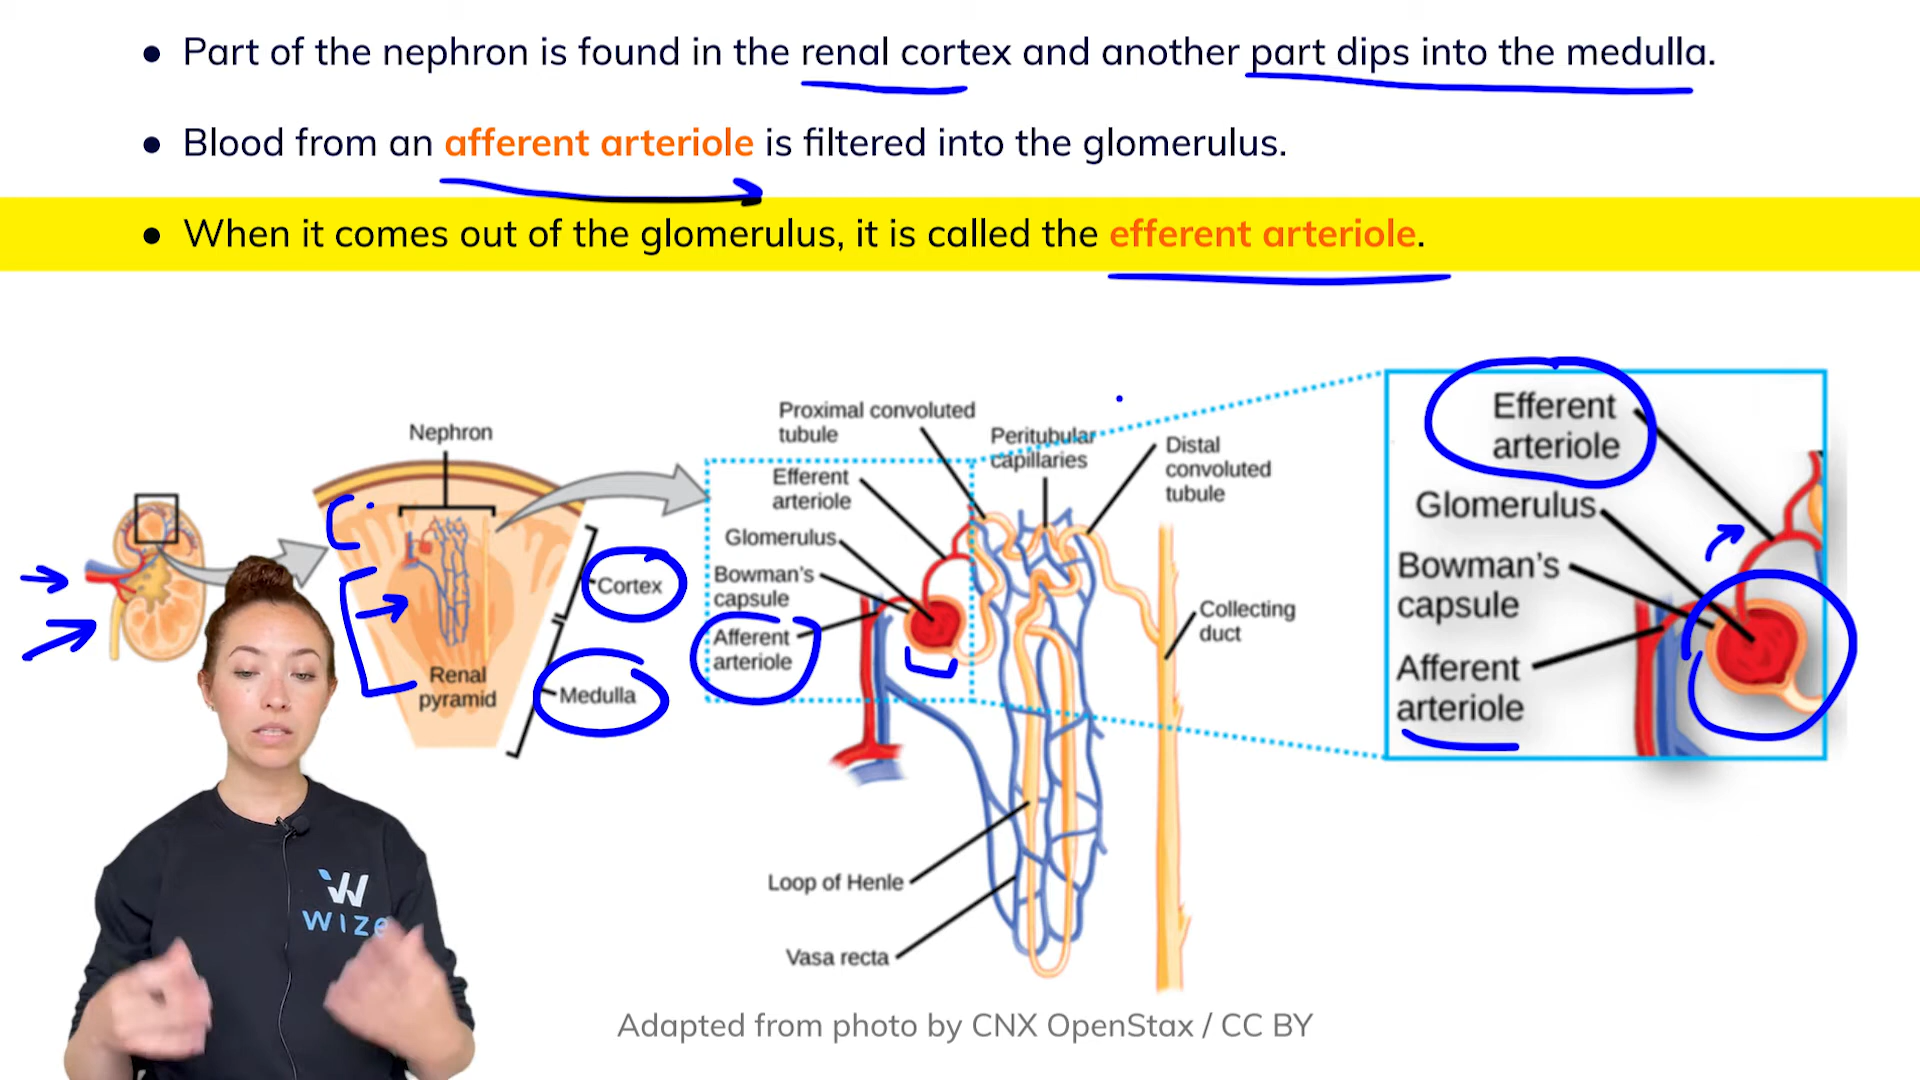 ● Part of the nephron is found in the renal cortex and another part dips into the medulla.
● Blood from an afferent arteriole is filtered into the glomerulus.
● When it comes out of the glomerulus, it is called the efferent arteriole.
Nephron
Cortex
Renal
pyramid
Medulla
Proximal convoluted
tubule
Peritubular
capillaries
Distal
convoluted
tubule
Efferent
arteriole
Glomerulus
Bowman's
capsule
Afferent
arteriole
Collecting
duct
Loop of Henle
Vasa recta
Efferent
arteriole
Glomerulus
Bowman's
capsule
Afferent
arteriole
W
WIZE
Adapted from photo by CNX OpenStax / CC BY